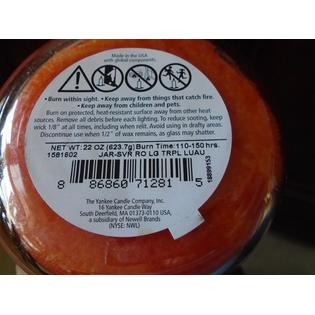 Made in the USA
with global components.
• Burn within sight. • Keep away from things that catch fire.
• Keep away from children and pets.
Burn on protected, heat-resistant surface away from other heat
sources. Remove all debris before each lighting. To reduce sooting, keep
wick 1/8" at all times, including when relit. Avoid using in drafty areas.
Discontinue use when 1/2" of wax remains, as glass may shatter.
NET WT: 22 OZ (623.7g) Burn Time: 110-150 hrs.
1581802 JAR-SVR RO LG TRPL LUAU
8 86860 71281 5
15899153
The Yankee Candle Company, Inc.
16 Yankee Candle Way
South Deerfield, MA 01373-0110 USA,
a subsidiary of Newell Brands
(NYSE: NWL)